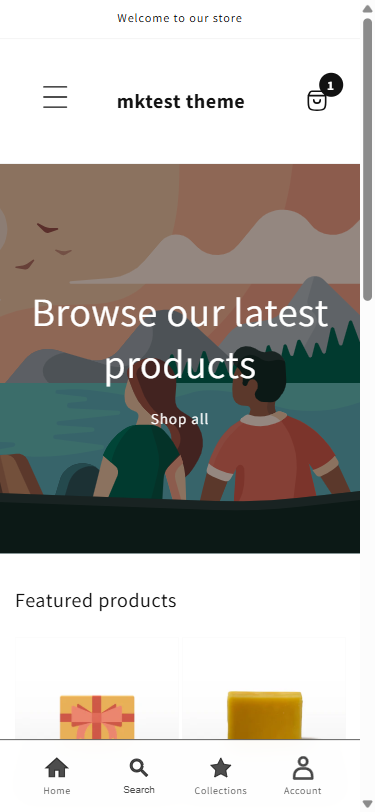 Welcome to our store
mktest theme
1
Browse our latest
products
Shop all
Featured products
Home
Search
Collections
Account